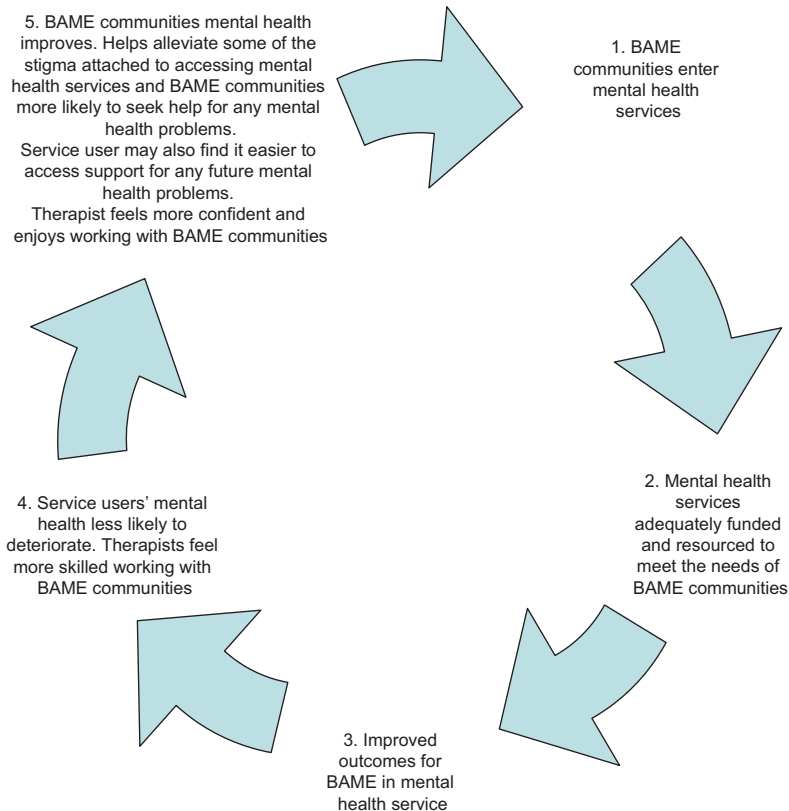 1. BAME
communities enter
mental health
services
2. Mental health
services
adequately funded
and resourced to
meet the needs of
BAME communities
3. Improved
outcomes for
BAME in mental
health service
4. Service users’ mental
health less likely to
deteriorate. Therapists feel
more skilled working with
BAME communities
5. BAME communities mental health
improves. Helps alleviate some of the
stigma attached to accessing mental
health services and BAME communities
more likely to seek help for any mental
health problems.
Service user may also find it easier to
access support for any future mental
health problems.
Therapist feels more confident and
enjoys working with BAME communities